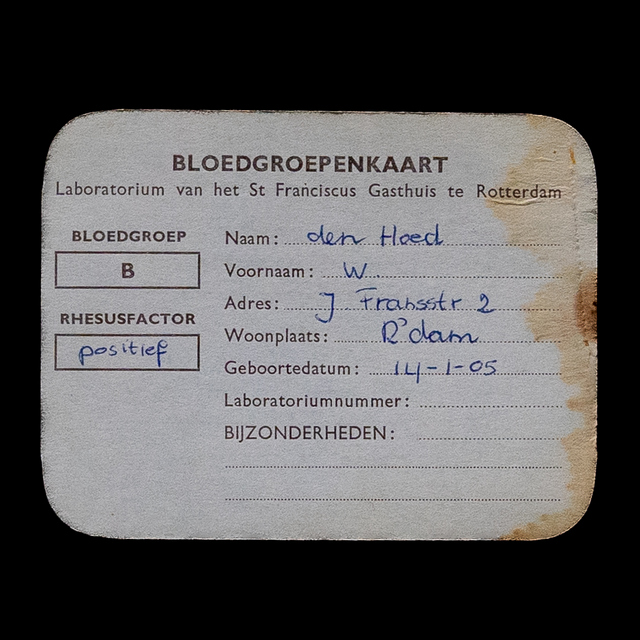 BLOEDGROEPENKAART
Laboratorium van het St Franciscus Gasthuis te Rotterdam
BLOEDGROEP
B
RHESUSFACTOR
positief
Naam: den Hoed
Voornaam: W.
Adres: J. Fransstr 2
Woonplaats: R'dam
Geboortedatum: 14-1-05
Laboratoriumnummer:
BIJZONDERHEDEN: